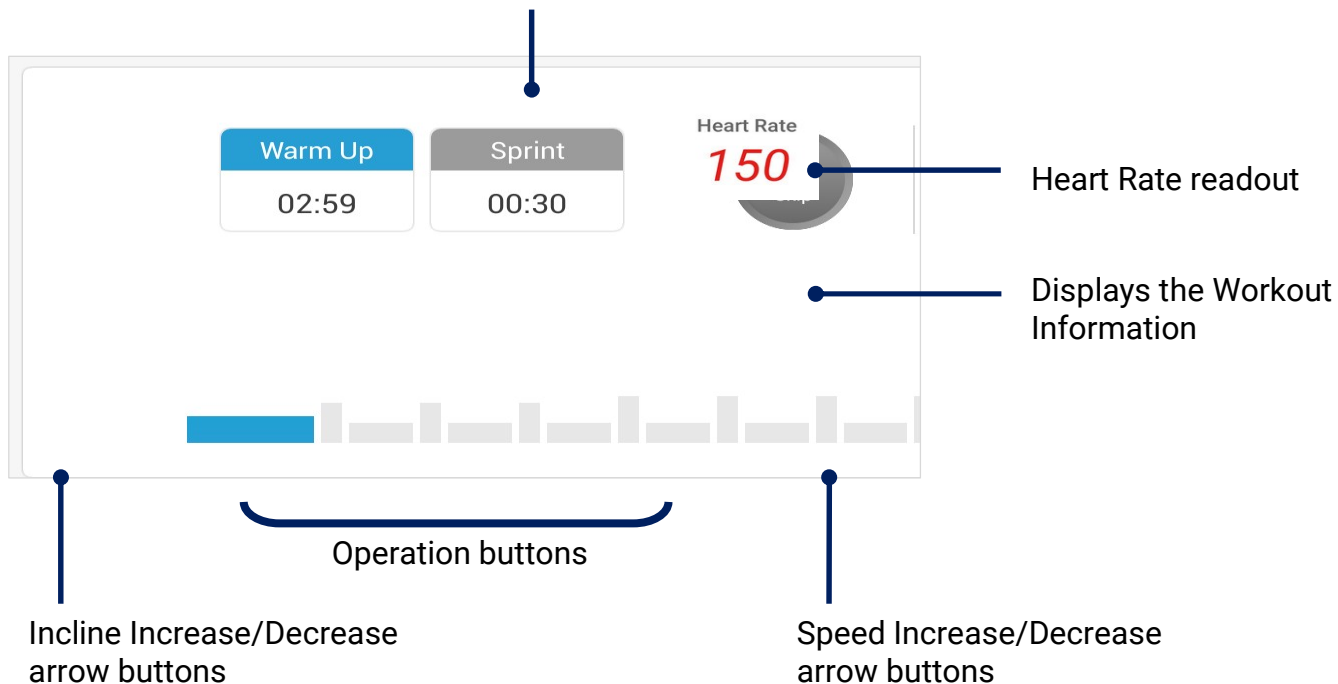 Heart Rate
Warm Up
Sprint
150
02:59
00:30
Heart Rate readout
Displays the Workout
Information
Operation buttons
Incline Increase/Decrease
arrow buttons
Speed Increase/Decrease
arrow buttons